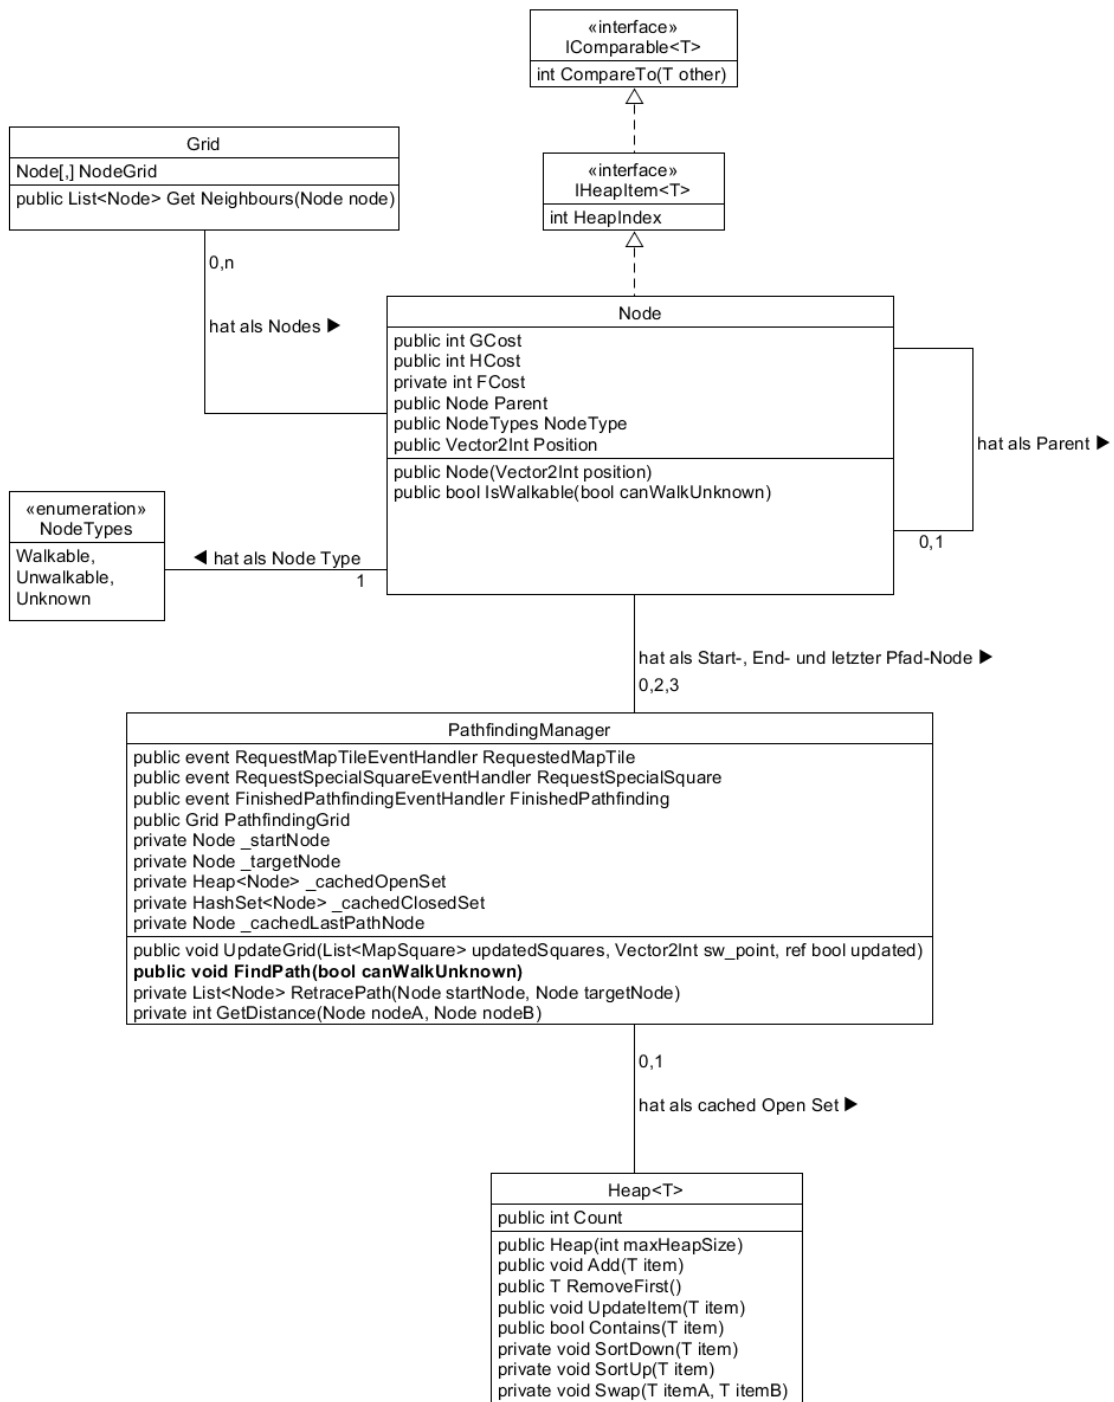 «interface»
IComparable<T>
int CompareTo(T other)
Grid
Node[,] NodeGrid
public List<Node> Get Neighbours(Node node)
«interface»
IHeapItem<T>
int HeapIndex
0,n
hat als Nodes ▶
Node
public int GCost
public int HCost
private int FCost
public Node Parent
public NodeTypes NodeType
public Vector2Int Position
public Node(Vector2Int position)
public bool IsWalkable(bool canWalkUnknown)
hat als Parent ▶
0,1
«enumeration»
NodeTypes
Walkable,
Unwalkable,
Unknown
◀ hat als Node Type
1
hat als Start-, End- und letzter Pfad-Node ▶
0,2,3
PathfindingManager
public event RequestMapTileEventHandler RequestedMapTile
public event RequestSpecialSquareEventHandler RequestSpecialSquare
public event FinishedPathfindingEventHandler FinishedPathfinding
public Grid PathfindingGrid
private Node _startNode
private Node _targetNode
private Heap<Node> _cachedOpenSet
private HashSet<Node> _cachedClosedSet
private Node _cachedLastPathNode
public void UpdateGrid(List<MapSquare> updatedSquares, Vector2Int sw_point, ref bool updated)
public void FindPath(bool canWalkUnknown)
private List<Node> RetracePath(Node startNode, Node targetNode)
private int GetDistance(Node nodeA, Node nodeB)
0,1
hat als cached Open Set ▶
Heap<T>
public int Count
public Heap(int maxHeapSize)
public void Add(T item)
public T RemoveFirst()
public void UpdateItem(T item)
public bool Contains(T item)
private void SortDown(T item)
private void SortUp(T item)
private void Swap(T itemA, T itemB)